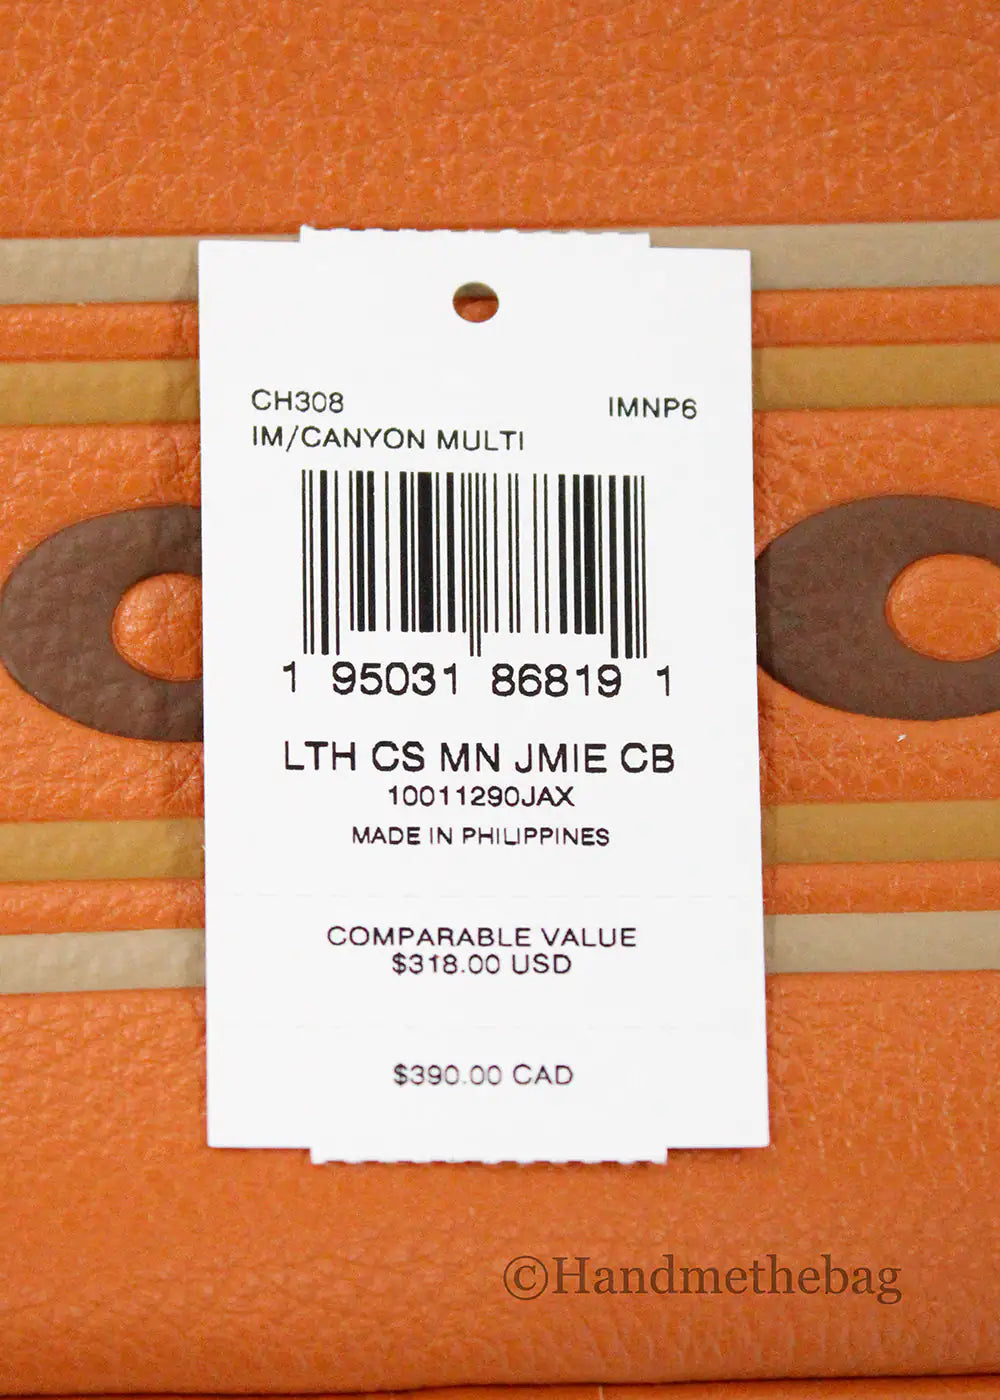 CH308 IMNP6
IM/CANYON MULTI
1 95031 86819 1
LTH CS MN JMIE CB
10011290JAX
MADE IN PHILIPPINES
COMPARABLE VALUE
$318.00 USD
$390.00 CAD
©Handmethebag